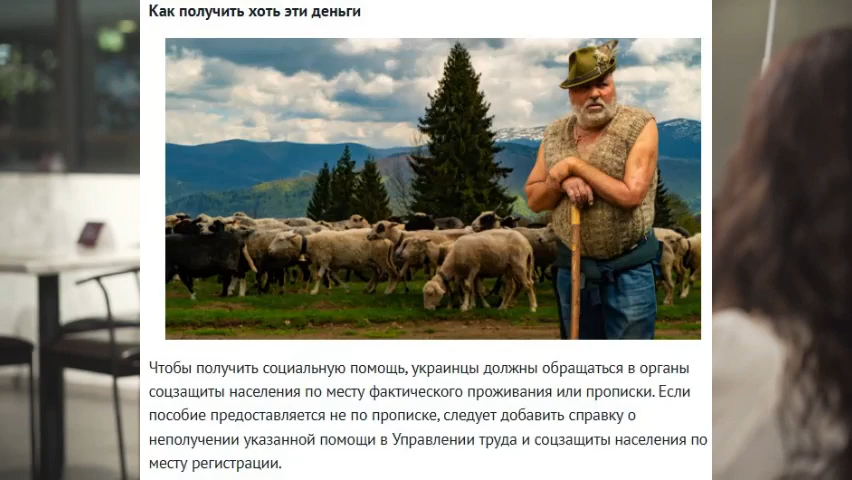 Как получить хоть эти деньги
Чтобы получить социальную помощь, украинцы должны обращаться в органы
соцзащиты населения по месту фактического проживания или прописки. Если
пособие предоставляется не по прописке, следует добавить справку о
неполучении указанной помощи в Управлении труда и соцзащиты населения по
месту регистрации.